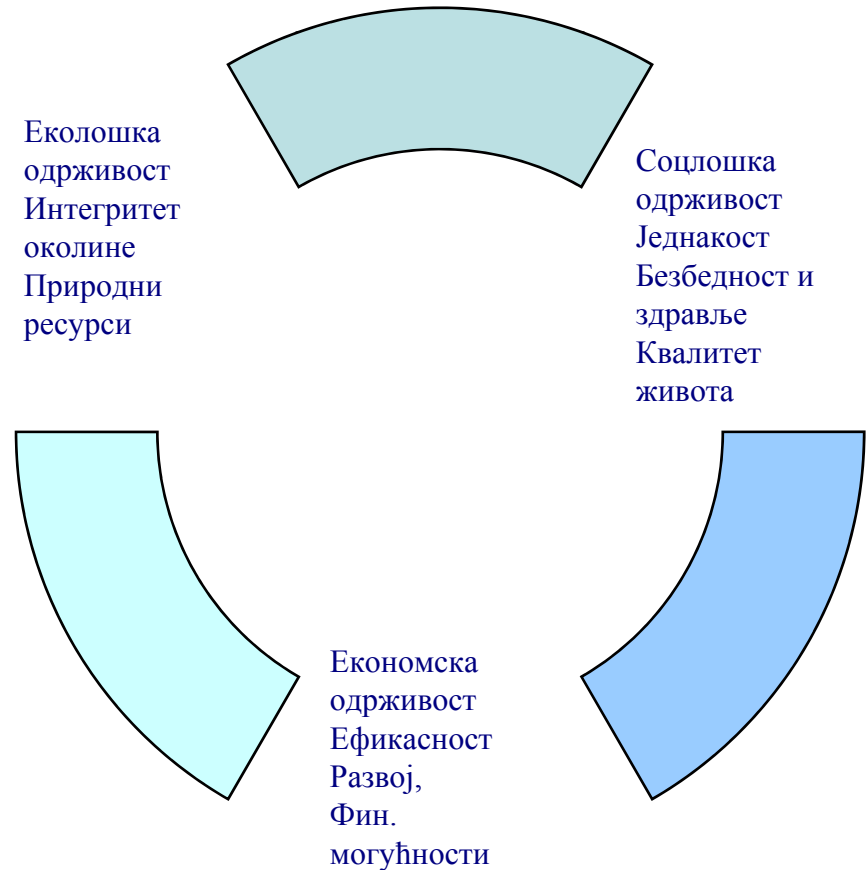 Еколошка
одрживост
Интегритет
околине
Природни
ресурси
Соцлошка
одрживост
Једнакост
Безбедност и
здравље
Квалитет
живота
Економска
одрживост
Ефикасност
Развој,
Фин.
могућности